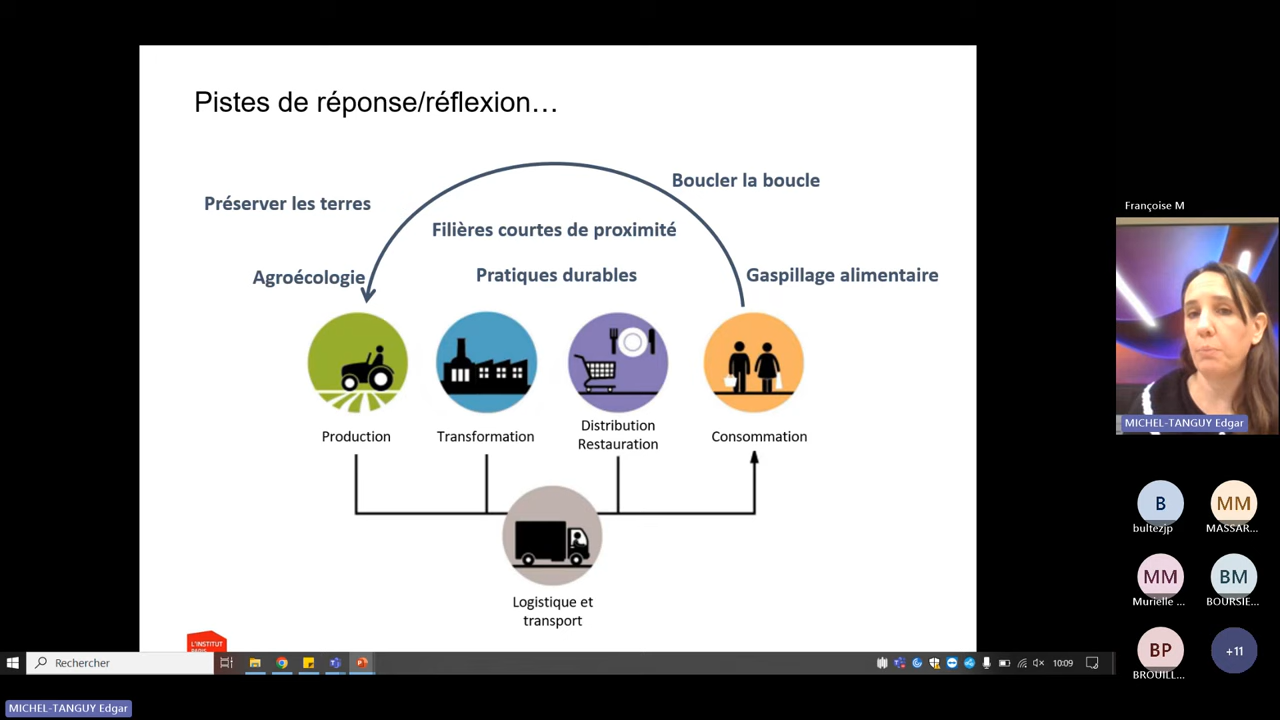 Pistes de réponse/réflexion…
Boucler la boucle
Préserver les terres
Filières courtes de proximité
Agroécologie
Pratiques durables
Gaspillage alimentaire
Production
Transformation
Distribution
Restauration
Consommation
Logistique et
transport
L'INSTITUT
PARIS
Rechercher
10:09
MICHEL-TANGUY Edgar
Françoise M
MICHEL-TANGUY Edgar
B
bultezjp
MM
MASSAR...
MM
Murielle ...
BM
BOURSIE...
BP
BROUILL...
+11